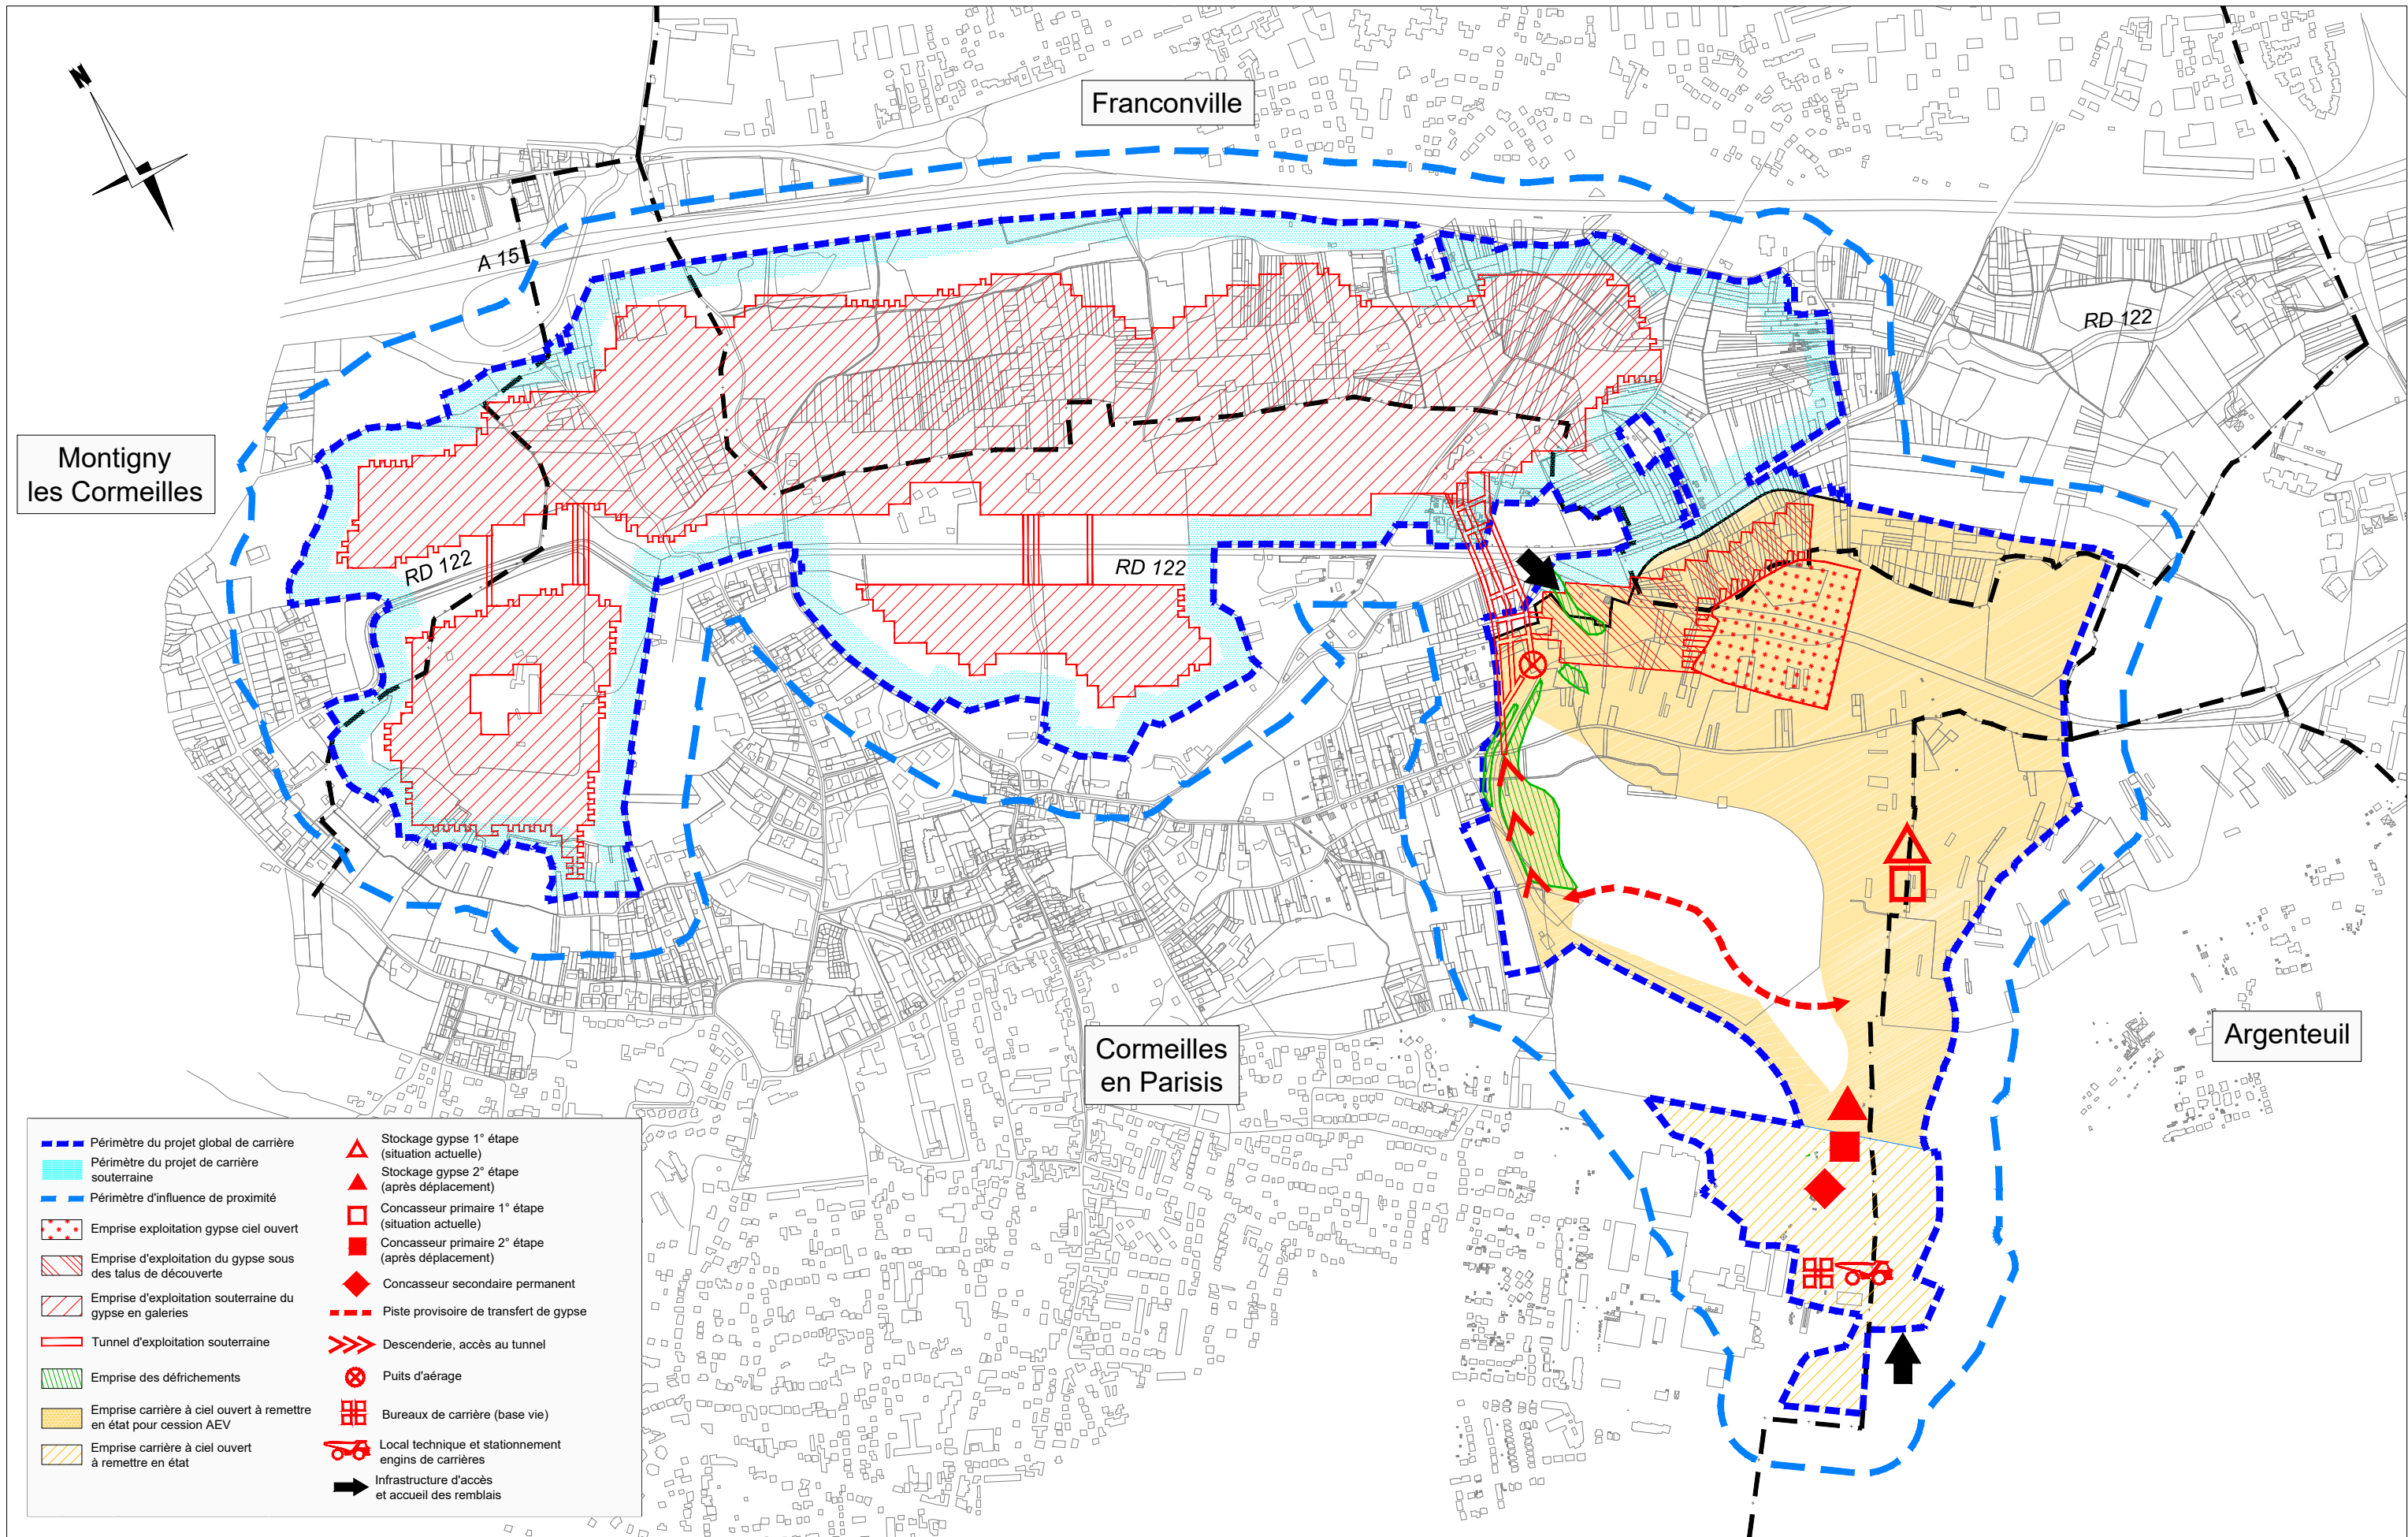 N
Franconville
A 15
RD 122
Montigny
les Cormeilles
RD 122
RD 122
Cormeilles
en Parisis
Argenteuil
Périmètre du projet global de carrière
Périmètre du projet de carrière
souterraine
Périmètre d'influence de proximité
Emprise exploitation gypse ciel ouvert
Emprise d'exploitation du gypse sous
des talus de découverte
Emprise d'exploitation souterraine du
gypse en galeries
Tunnel d'exploitation souterraine
Emprise des défrichements
Emprise carrière à ciel ouvert à remettre
en état pour cession AEV
Emprise carrière à ciel ouvert
à remettre en état
Stockage gypse 1° étape
(situation actuelle)
Stockage gypse 2° étape
(après déplacement)
Concasseur primaire 1° étape
(situation actuelle)
Concasseur primaire 2° étape
(après déplacement)
Concasseur secondaire permanent
Piste provisoire de transfert de gypse
Descenderie, accès au tunnel
Puits d'aérage
Bureaux de carrière (base vie)
Local technique et stationnement
engins de carrières
Infrastructure d'accès
et accueil des remblais